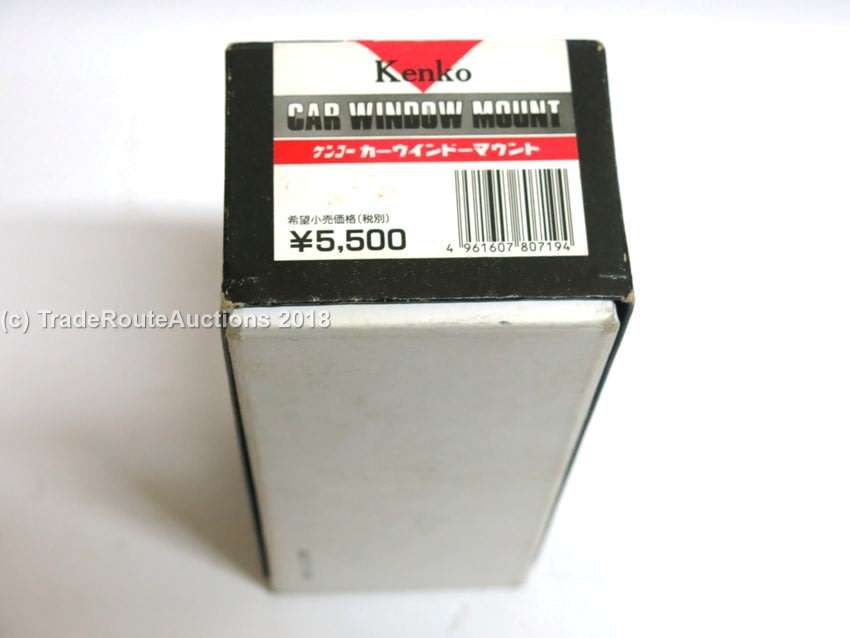 Kenko
CAR WINDOW MOUNT
ケンコー カーウインドーマウント
希望小売価格(税別)
¥5,500
4 961607 807194
(c) TradeRouteAuctions 2018